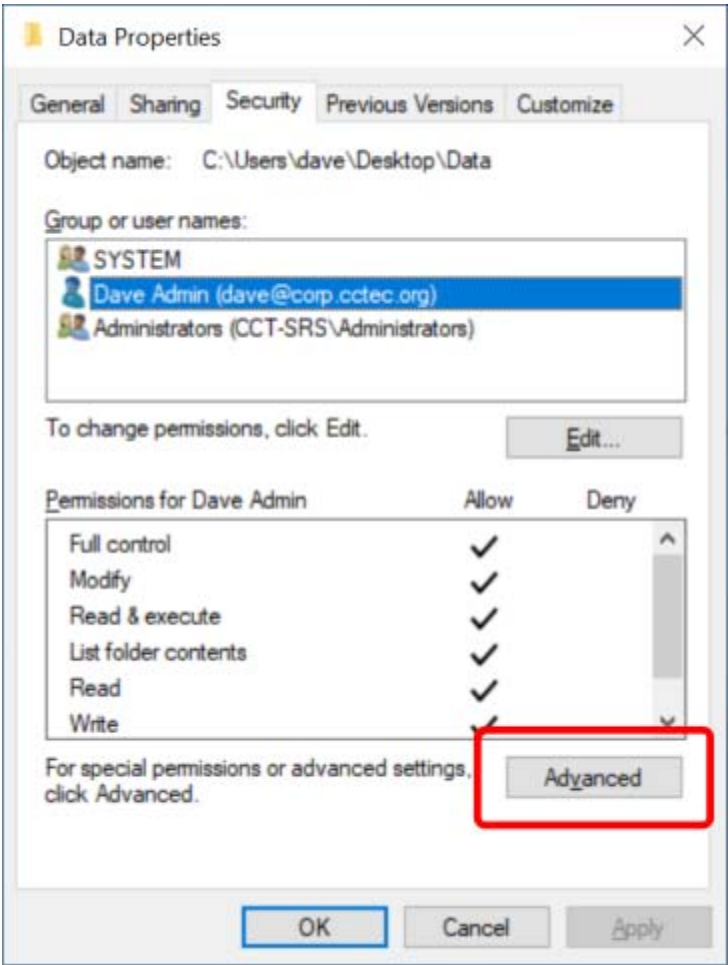 Data Properties
General Sharing Security Previous Versions Customize
Object name: C:\Users\dave\Desktop\Data
Group or user names:
SYSTEM
Dave Admin (dave@corp.cctec.org)
Administrators (CCT-SRS\Administrators)
To change permissions, click Edit.
Edit...
Permissions for Dave Admin Allow Deny
Full control
Modify
Read & execute
List folder contents
Read
Write
For special permissions or advanced settings,
click Advanced.
Advanced
OK Cancel Apply